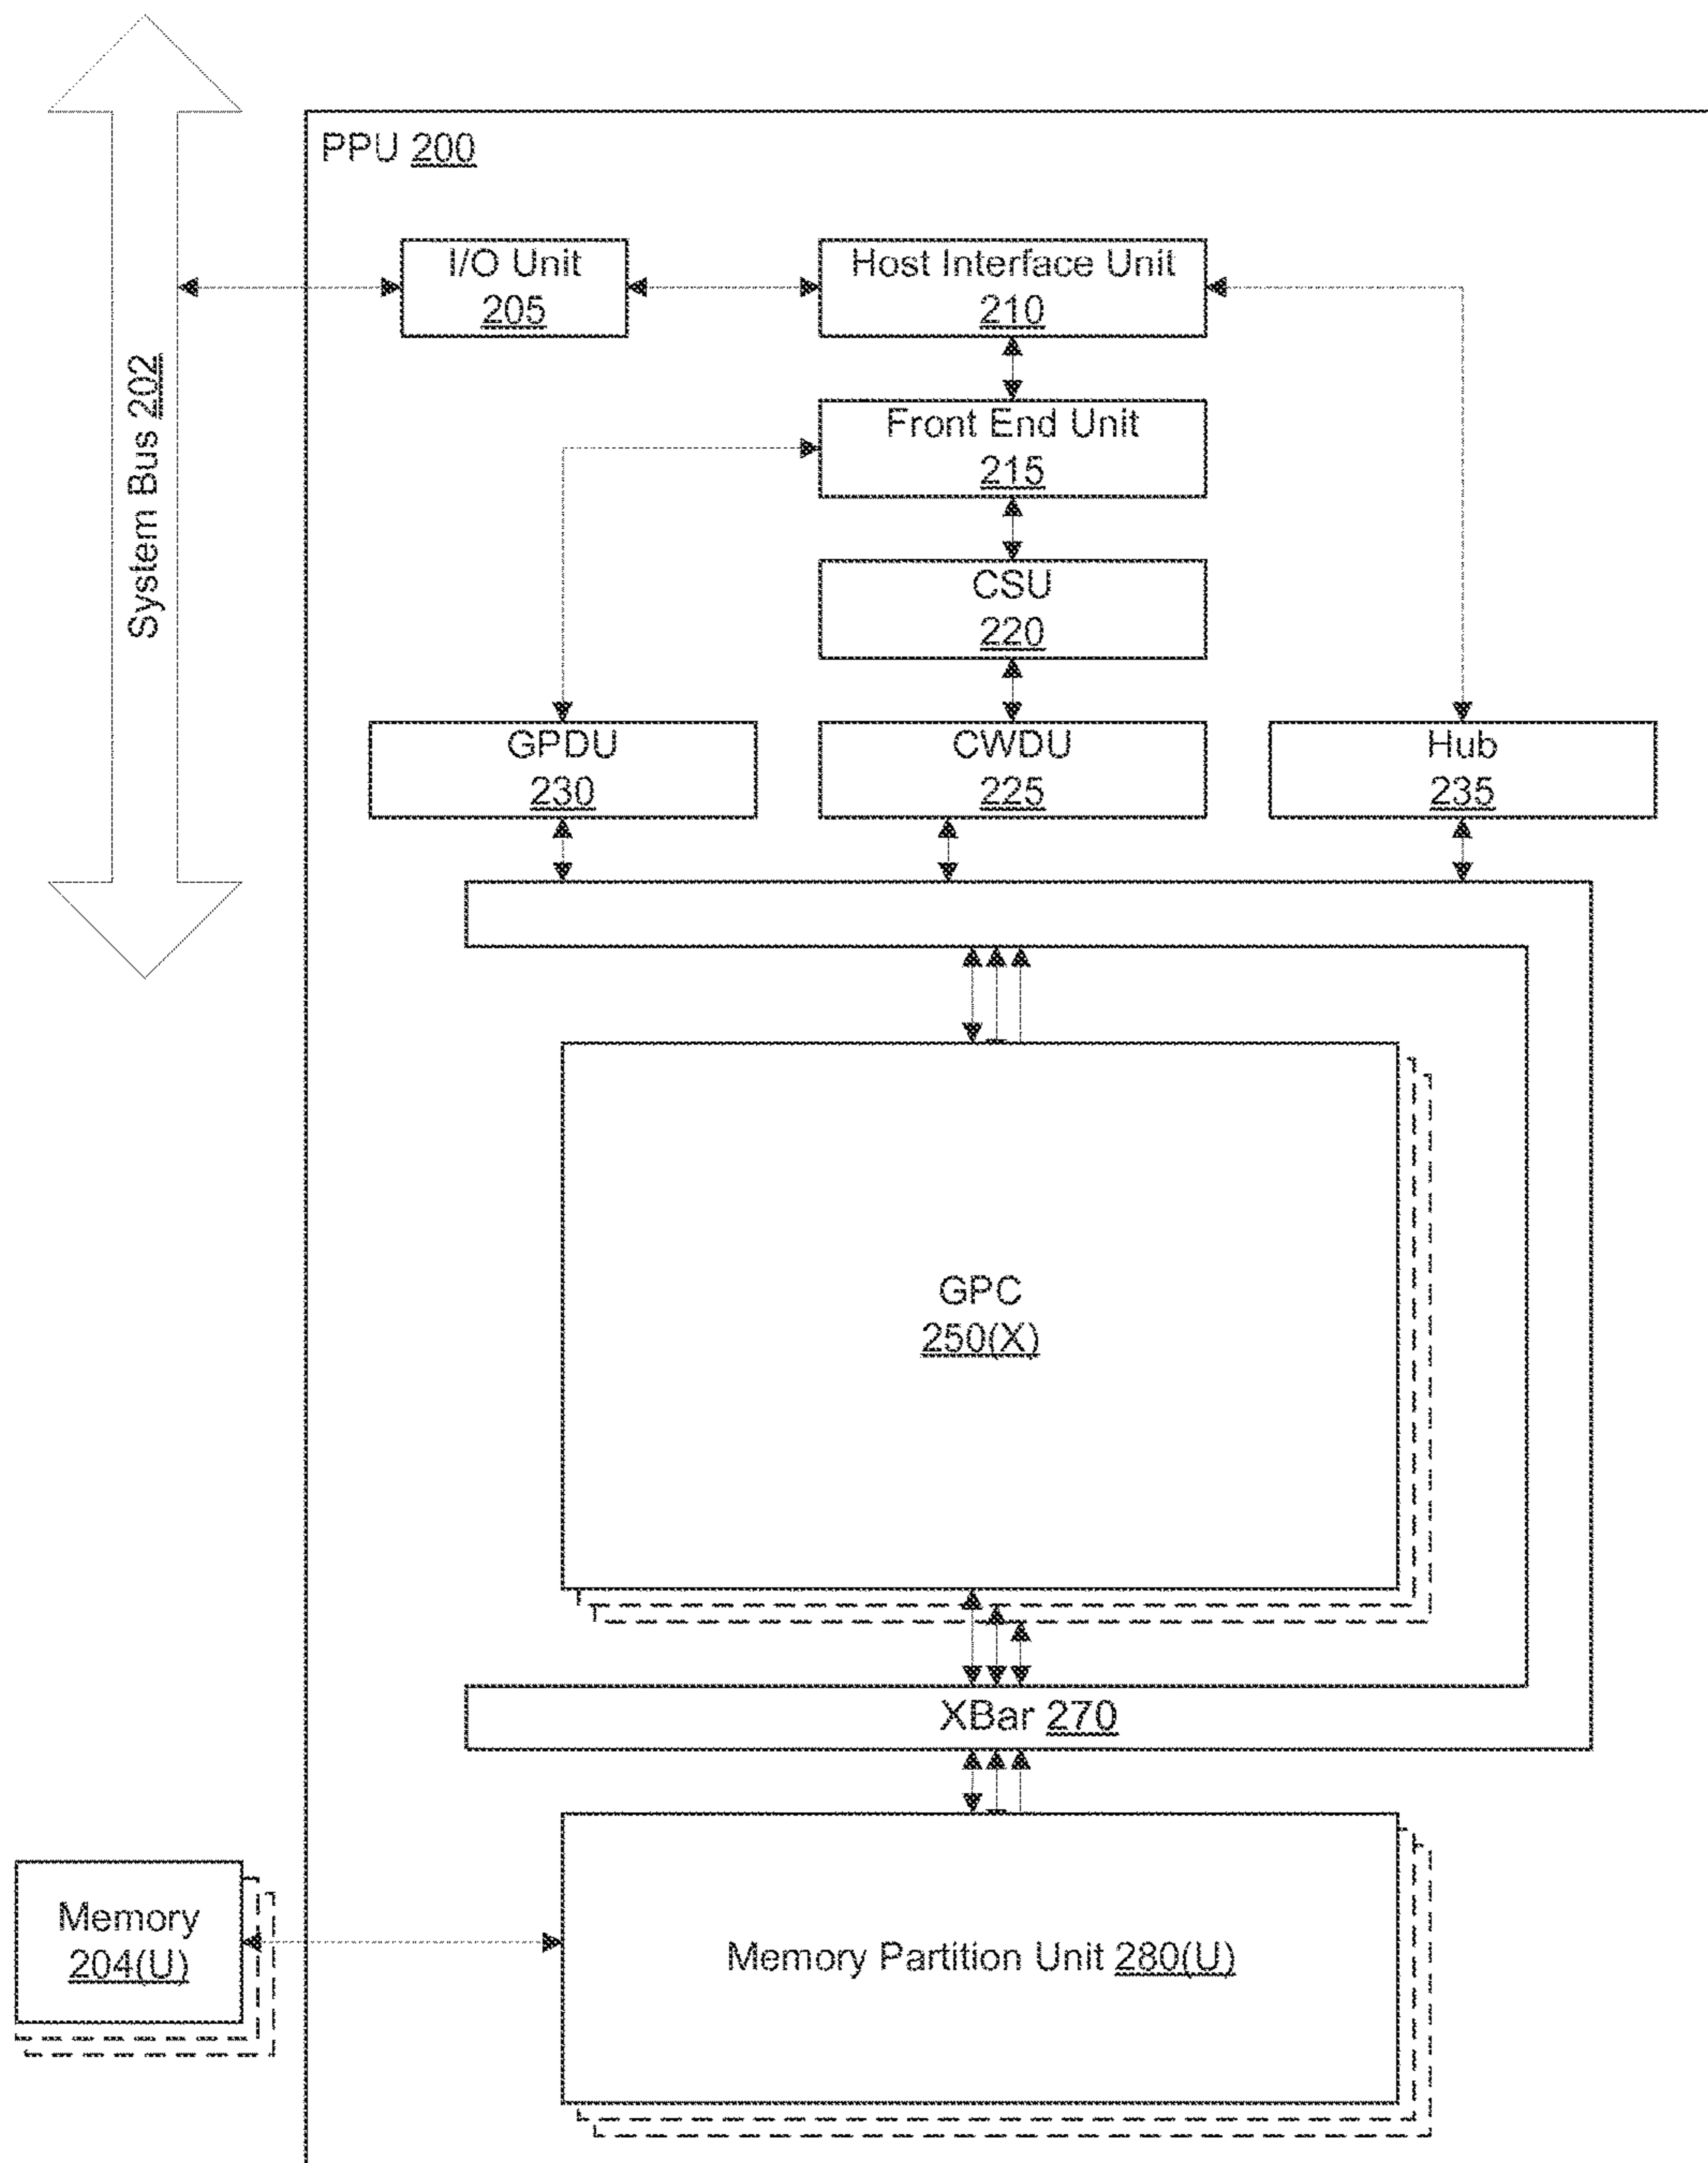 PPU 200
I/O Unit
205
Host Interface Unit
210
System Bus 202
Front End Unit
215
CSU
220
GPDU
230
CWDU
225
Hub
235
GPC
250(X)
XBar 270
Memory
204(U)
Memory Partition Unit 280(U)